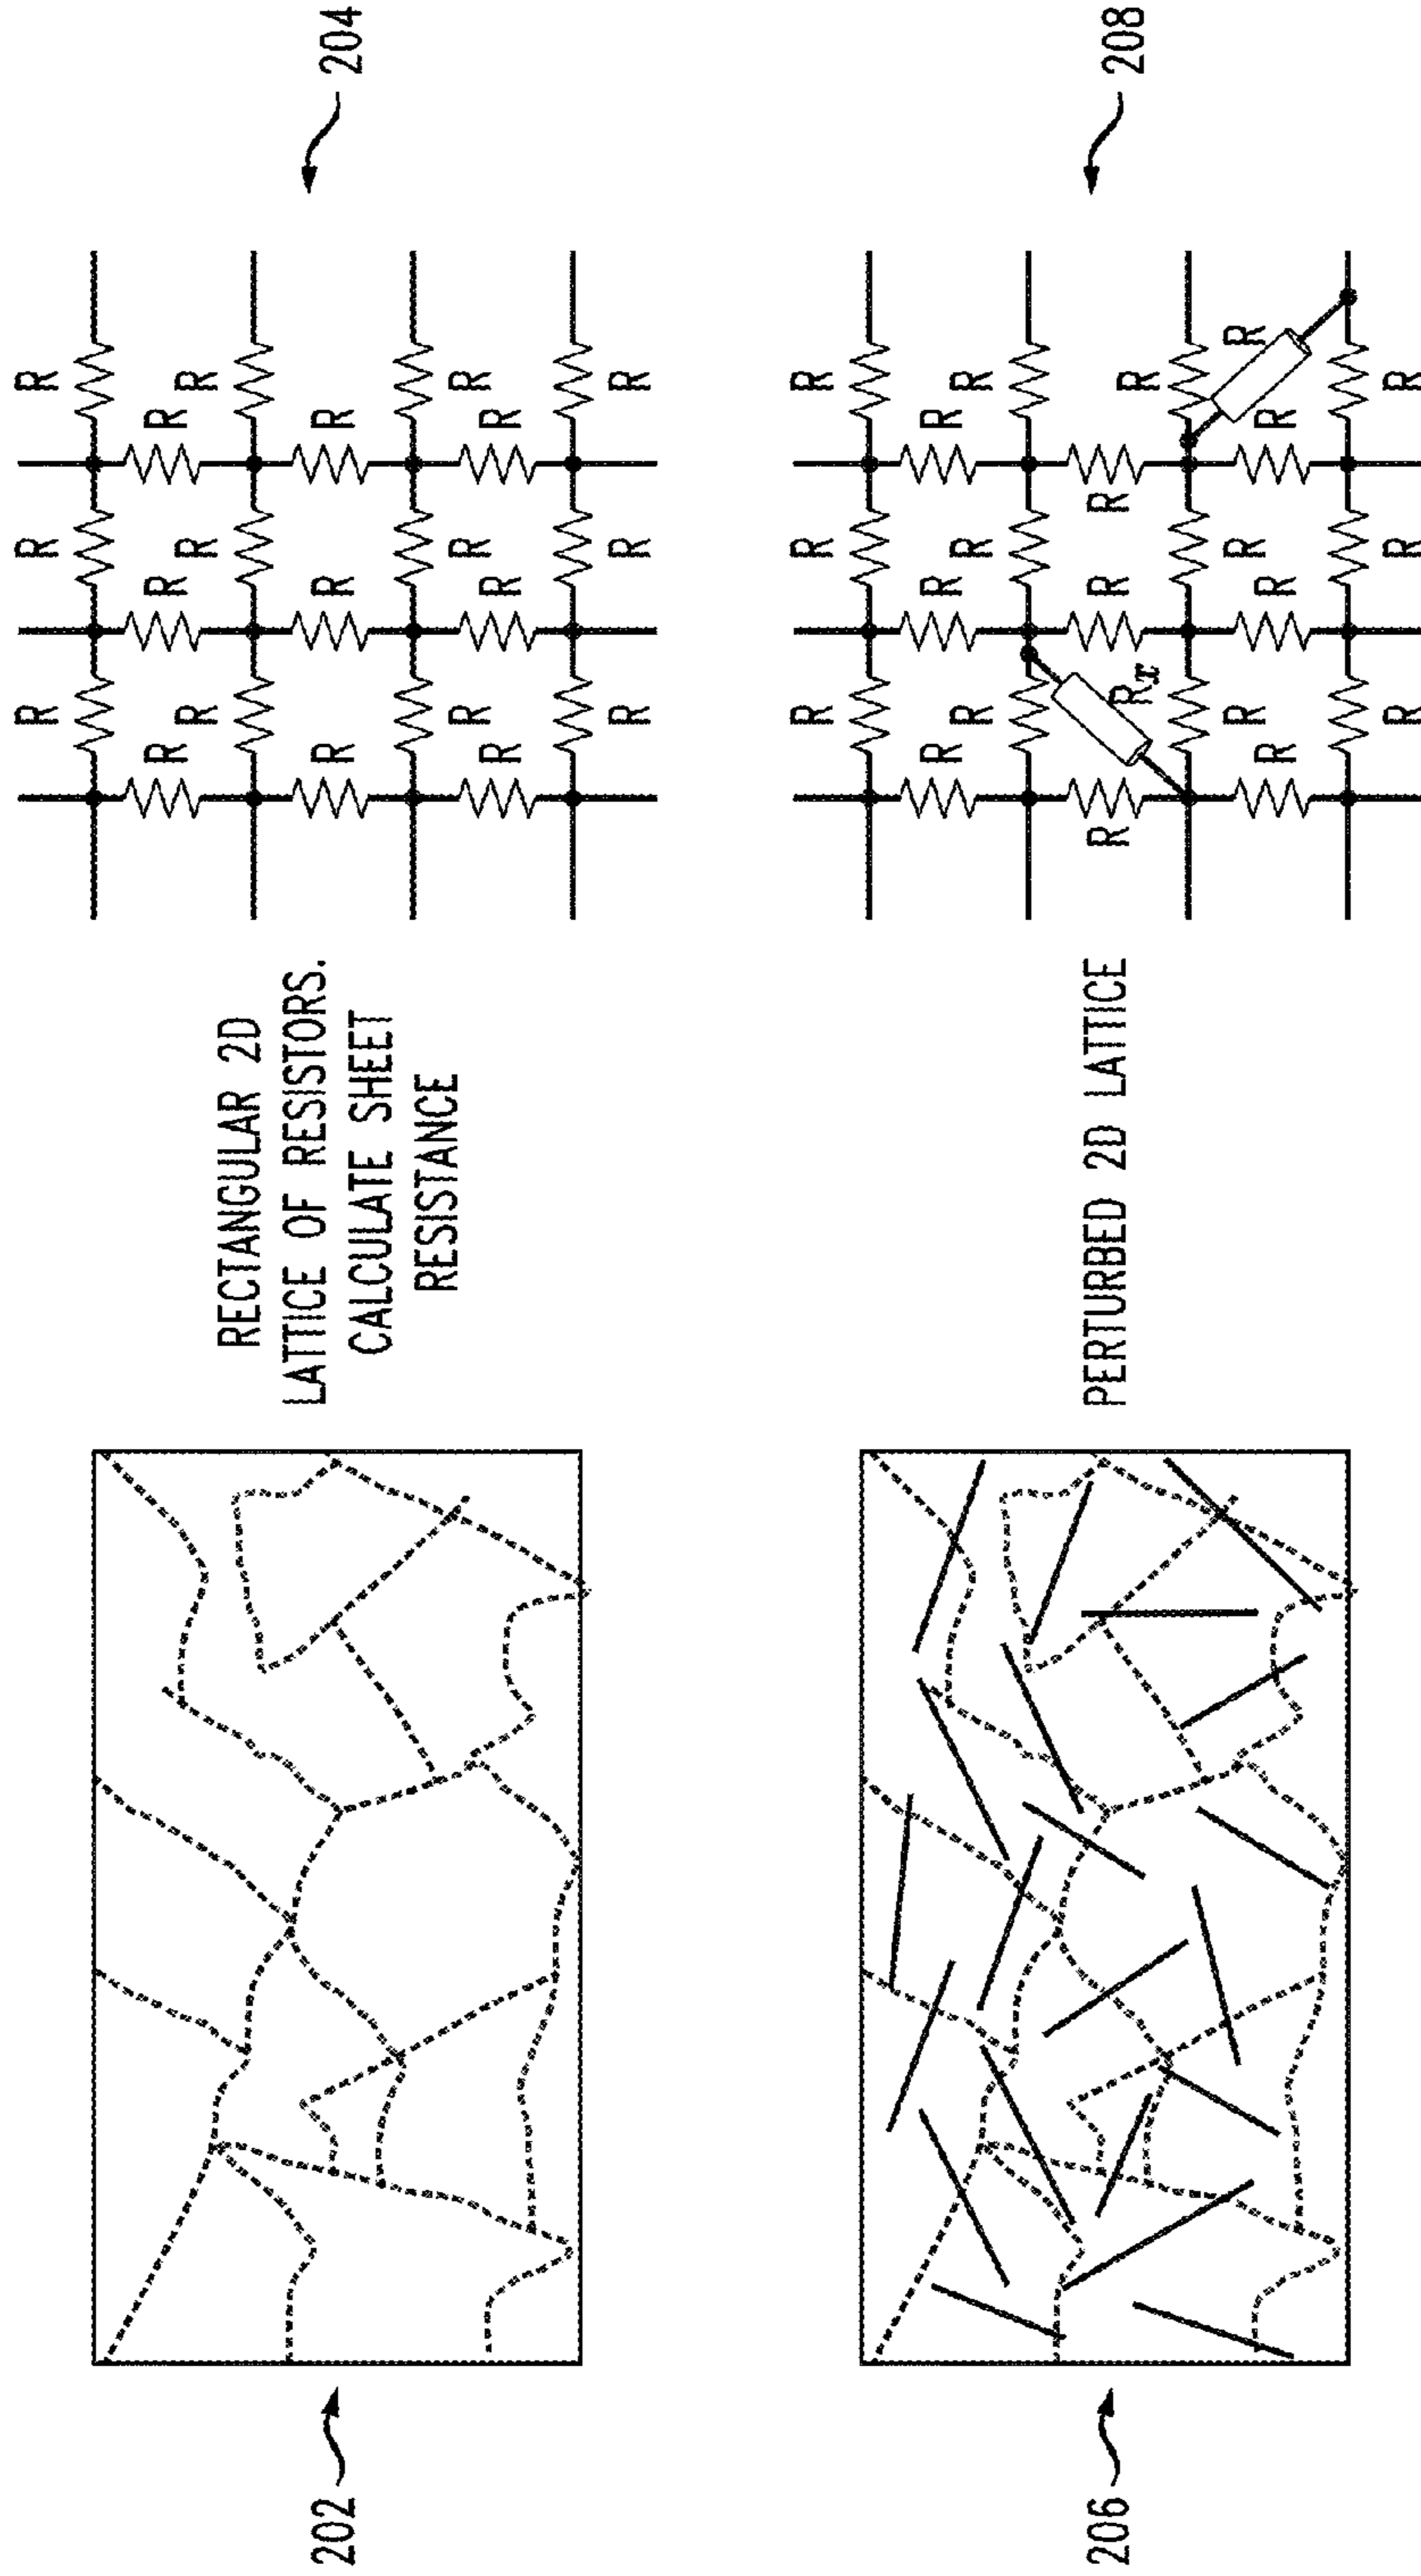 202
RECTANGULAR 2D
LATTICE OF RESISTORS.
CALCULATE SHEET
RESISTANCE
R R R
R R R
R R R
R R R
R R R
R R R
R R R
204
206
PERTURBED 2D LATTICE
R R R
R R R
R R R
R R R
Rx R
R R R
R R R
R R R
208